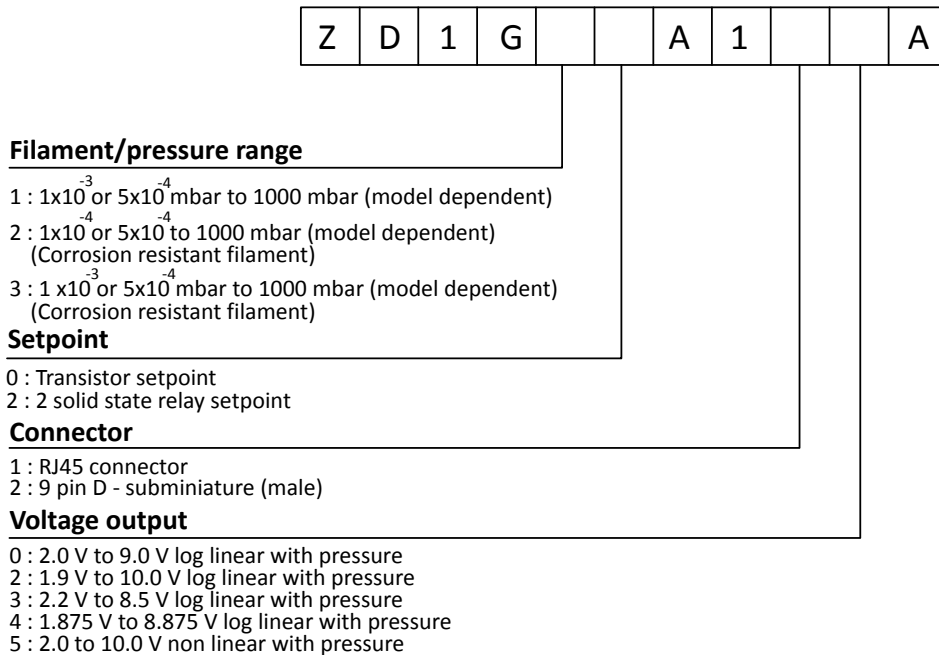 Z D 1 G A 1 A
Filament/pressure range
1 : 1x10⁻³ or 5x10⁻⁴ mbar to 1000 mbar (model dependent)
2 : 1x10⁻⁴ or 5x10⁻⁴ to 1000 mbar (model dependent)
(Corrosion resistant filament)
3 : 1 x10⁻³ or 5x10⁻⁴ mbar to 1000 mbar (model dependent)
(Corrosion resistant filament)
Setpoint
0 : Transistor setpoint
2 : 2 solid state relay setpoint
Connector
1 : RJ45 connector
2 : 9 pin D - subminiature (male)
Voltage output
0 : 2.0 V to 9.0 V log linear with pressure
2 : 1.9 V to 10.0 V log linear with pressure
3 : 2.2 V to 8.5 V log linear with pressure
4 : 1.875 V to 8.875 V log linear with pressure
5 : 2.0 to 10.0 V non linear with pressure